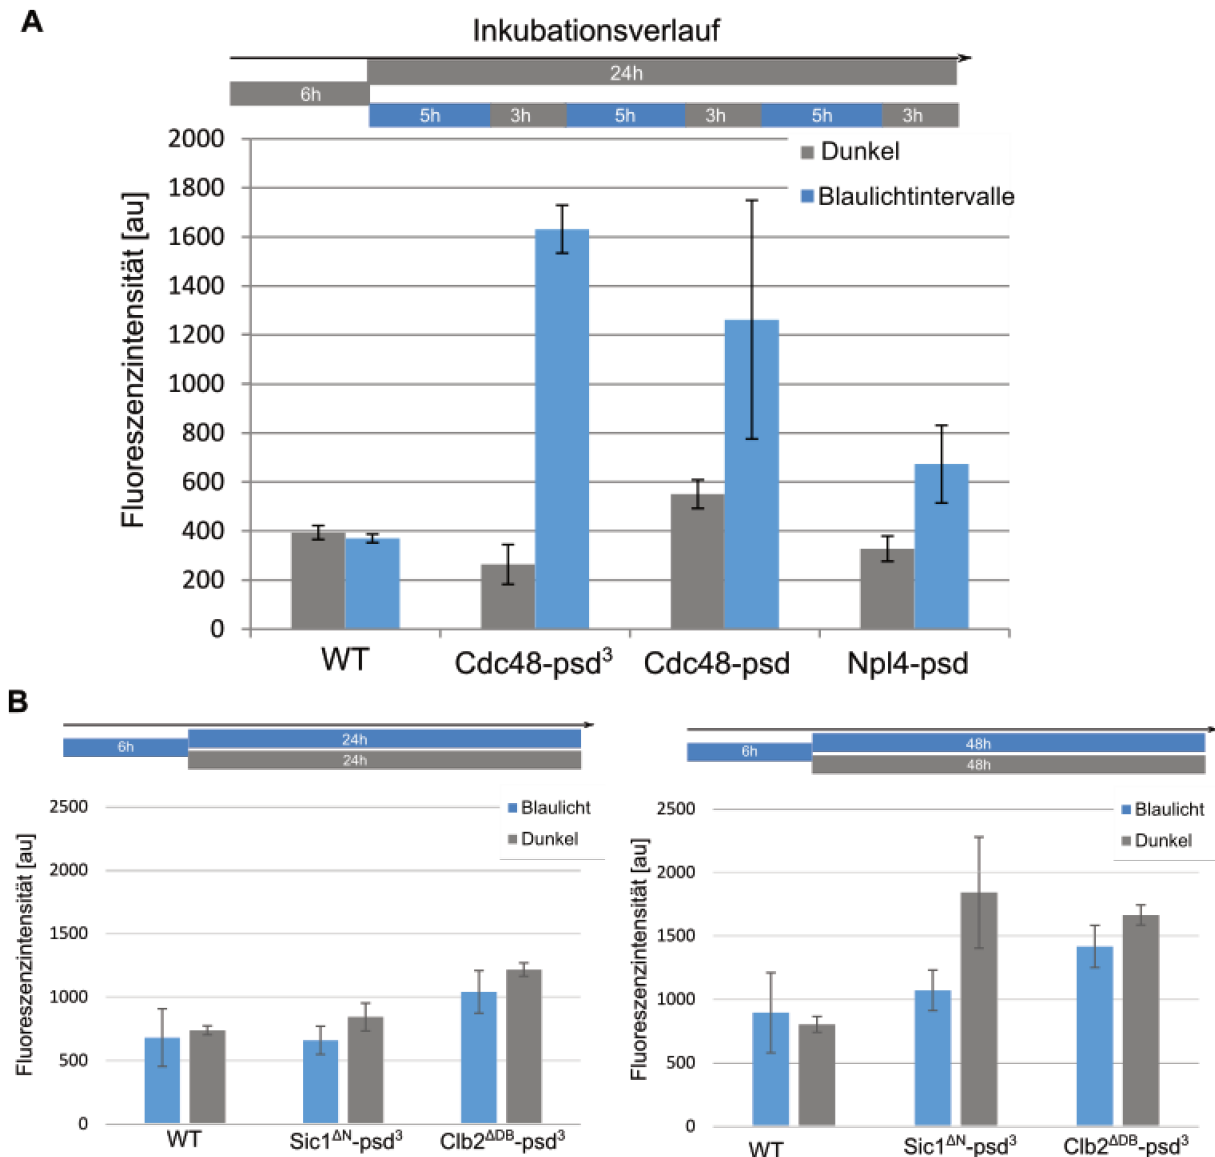 A
Inkubationsverlauf
24h
6h
5h 3h 5h 3h 5h 3h
Dunkel
Blaulichtintervalle
Fluoreszenzintensität [au]
2000
1800
1600
1400
1200
1000
800
600
400
200
0
WT Cdc48-psd³ Cdc48-psd Npl4-psd
B
6h
24h
24h
Blaulicht
Dunkel
Fluoreszenzintensität [au]
2500
2000
1500
1000
500
0
WT Sic1ΔN-psd³ Clb2ΔDB-psd³
6h
48h
48h
Blaulicht
Dunkel
Fluoreszenzintensität [au]
2500
2000
1500
1000
500
0
WT Sic1ΔN-psd³ Clb2ΔDB-psd³